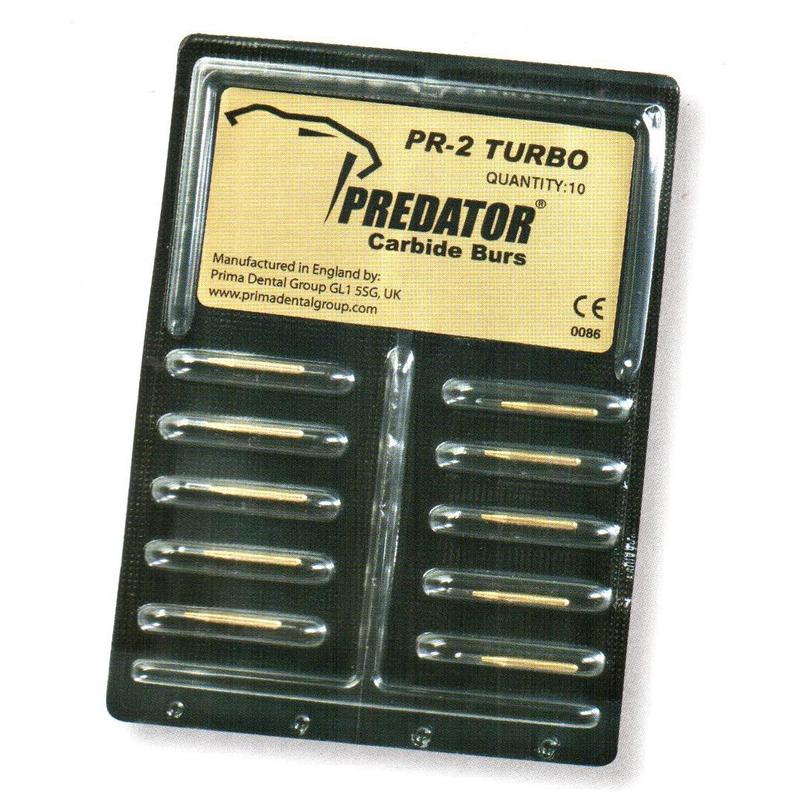 PR-2 TURBO
QUANTITY:10
PREDATOR®
Carbide Burs
Manufactured in England by:
Prima Dental Group GL1 5SG, UK
www.primadentalgroup.com
CE
0086